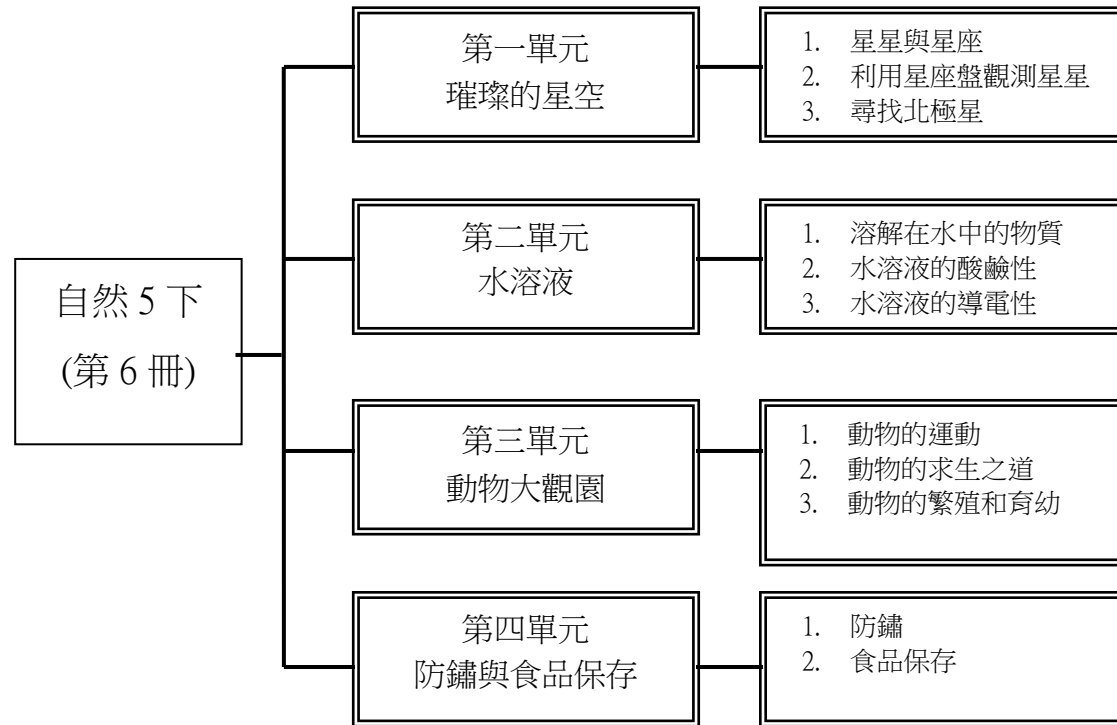 自然 5 下
(第 6 冊)
第一單元
璀璨的星空
1. 星星與星座
2. 利用星座盤觀測星星
3. 尋找北極星
第二單元
水溶液
1. 溶解在水中的物質
2. 水溶液的酸鹼性
3. 水溶液的導電性
第三單元
動物大觀園
1. 動物的運動
2. 動物的求生之道
3. 動物的繁殖和育幼
第四單元
防鏽與食品保存
1. 防鏽
2. 食品保存